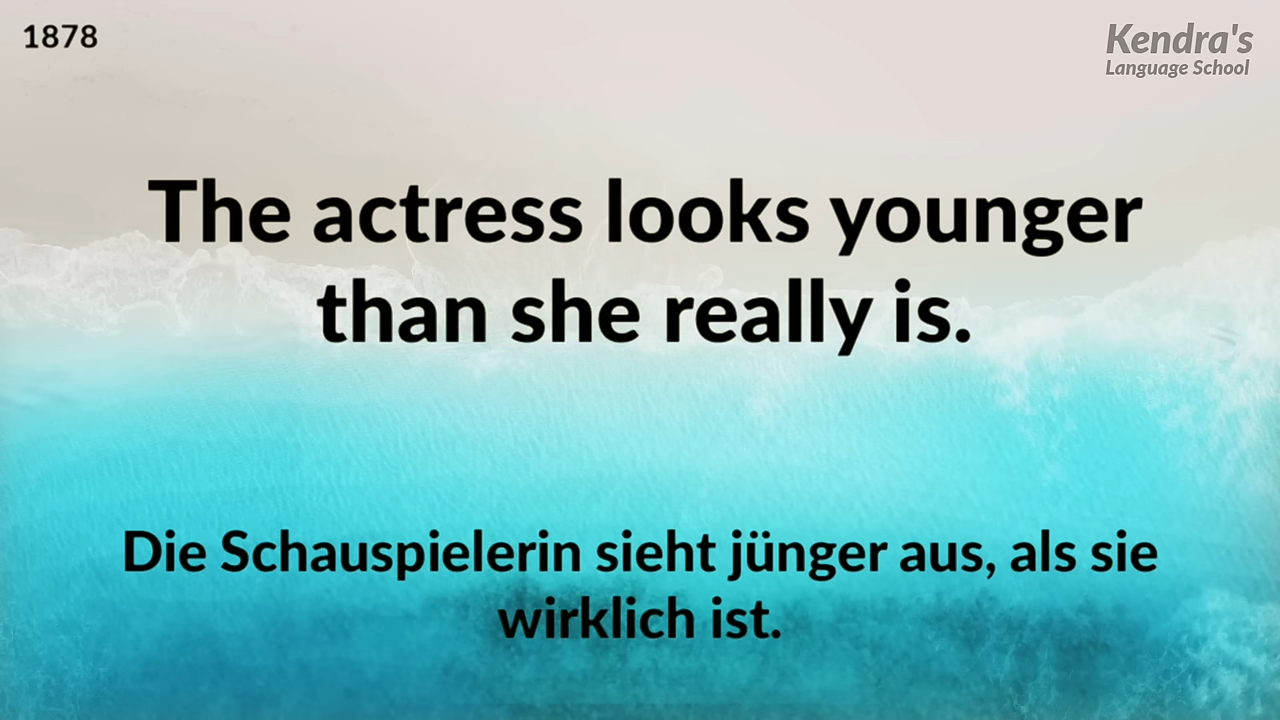 1878
Kendra's
Language School
The actress looks younger
than she really is.
Die Schauspielerin sieht jünger aus, als sie
wirklich ist.